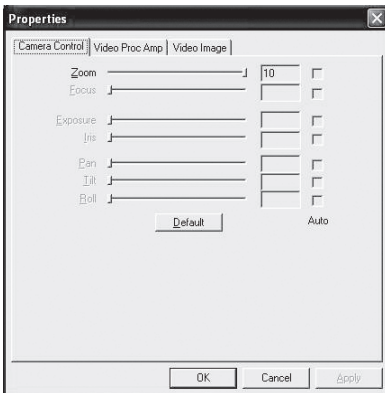 Properties
Camera Control Video Proc Amp Video Image
Zoom 10
Focus
Exposure
Iris
Pan
Tilt
Roll
Default Auto
OK Cancel Apply